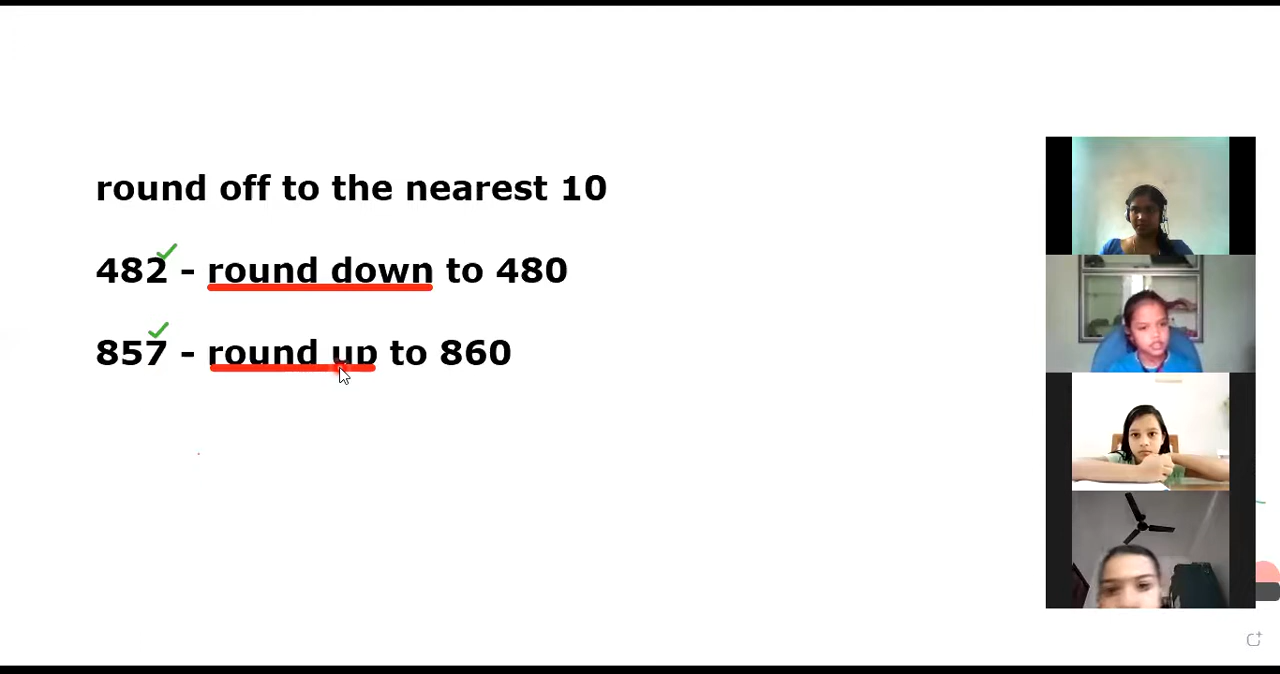 round off to the nearest 10
482 - round down to 480
857 - round up to 860